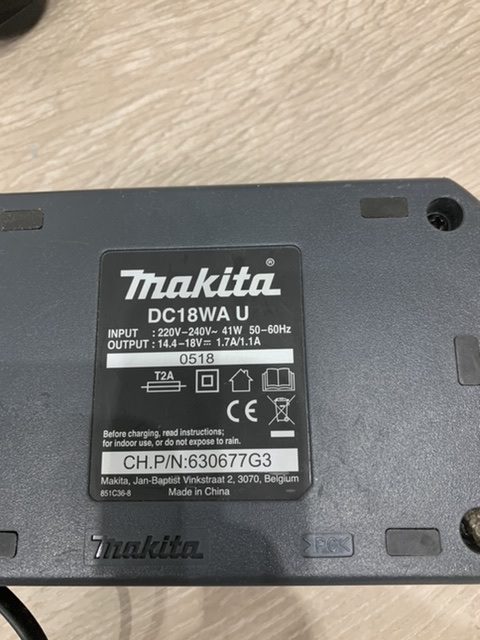 makita®
DC18WA U
INPUT : 220V-240V~ 41W 50-60Hz
OUTPUT : 14.4-18V⎓ 1.7A/1.1A
0518
T2A
CE
Before charging, read instructions;
for indoor use, or do not expose to rain.
CH.P/N:630677G3
Makita, Jan-Baptist Vinkstraat 2, 3070, Belgium
851C36-8 Made in China
makita >PC<